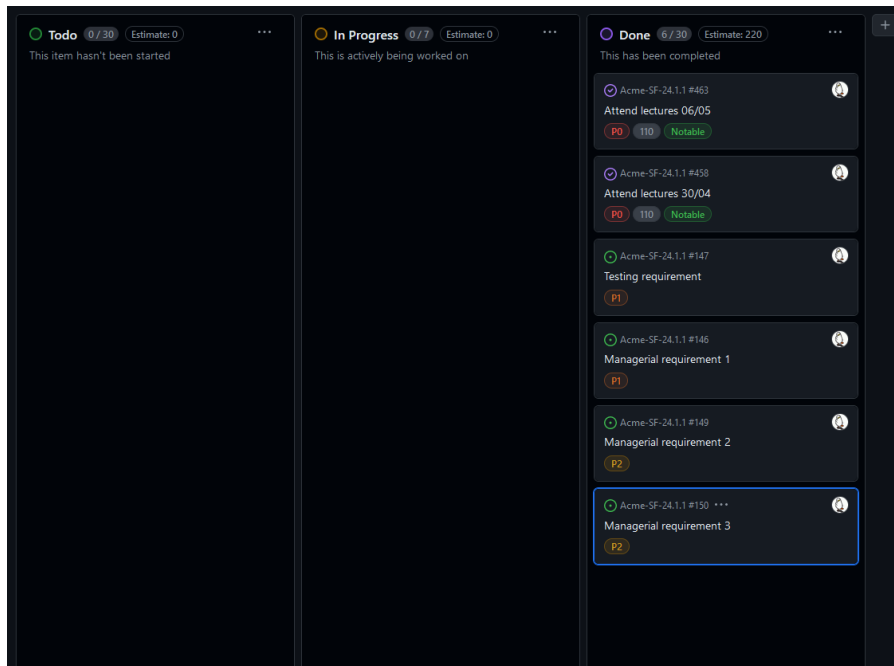 Todo 0 / 30 Estimate: 0 ...
This item hasn't been started
In Progress 0 / 7 Estimate: 0 ...
This is actively being worked on
Done 6 / 30 Estimate: 220 ...
This has been completed
+
Acme-SF-24.1.1 #463
Attend lectures 06/05
P0 110 Notable
Acme-SF-24.1.1 #458
Attend lectures 30/04
P0 110 Notable
Acme-SF-24.1.1 #147
Testing requirement
P1
Acme-SF-24.1.1 #146
Managerial requirement 1
P1
Acme-SF-24.1.1 #149
Managerial requirement 2
P2
Acme-SF-24.1.1 #150 ...
Managerial requirement 3
P2